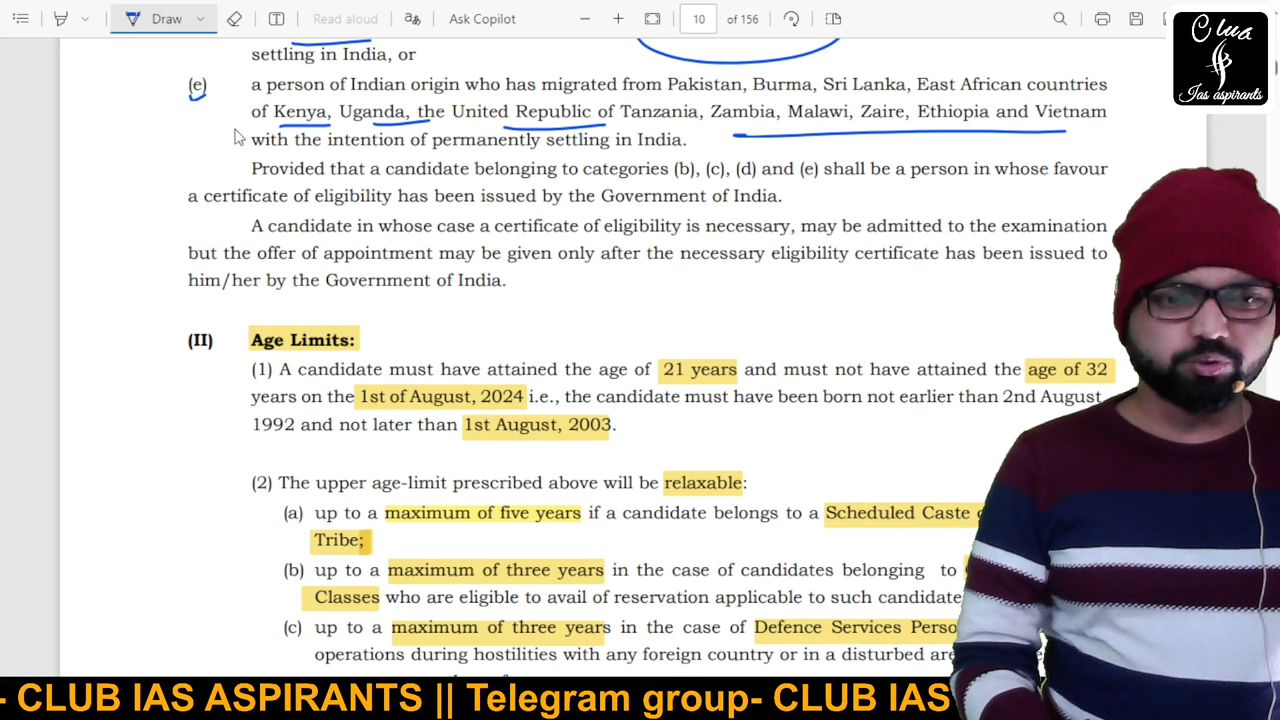 Draw
Read aloud
Ask Copilot
10
of 156
Clua
Ias aspirants
settling in India, or
(e) a person of Indian origin who has migrated from Pakistan, Burma, Sri Lanka, East African countries
of Kenya, Uganda, the United Republic of Tanzania, Zambia, Malawi, Zaire, Ethiopia and Vietnam
with the intention of permanently settling in India.
Provided that a candidate belonging to categories (b), (c), (d) and (e) shall be a person in whose favour
a certificate of eligibility has been issued by the Government of India.
A candidate in whose case a certificate of eligibility is necessary, may be admitted to the examination
but the offer of appointment may be given only after the necessary eligibility certificate has been issued to
him/her by the Government of India.
(II) Age Limits:
(1) A candidate must have attained the age of 21 years and must not have attained the age of 32
years on the 1st of August, 2024 i.e., the candidate must have been born not earlier than 2nd August,
1992 and not later than 1st August, 2003.
(2) The upper age-limit prescribed above will be relaxable:
(a) up to a maximum of five years if a candidate belongs to a Scheduled Caste
Tribe;
(b) up to a maximum of three years in the case of candidates belonging to
Classes who are eligible to avail of reservation applicable to such candidate
(c) up to a maximum of three years in the case of Defence Services Perso
operations during hostilities with any foreign country or in a disturbed are
- CLUB IAS ASPIRANTS || Telegram group- CLUB IAS